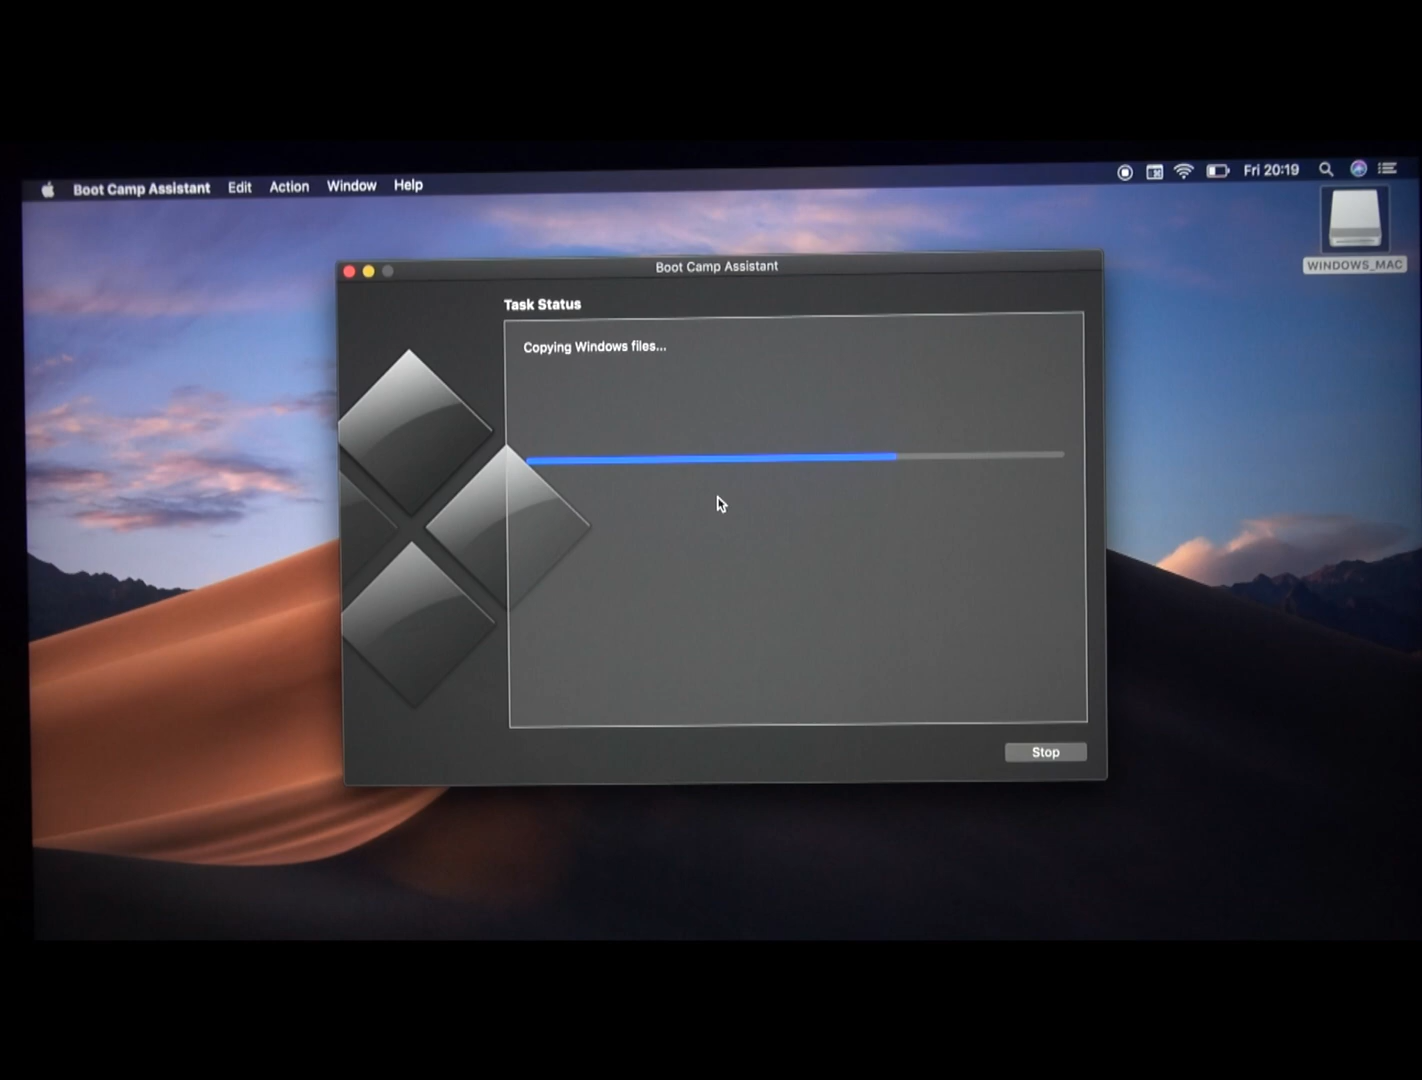 Boot Camp Assistant Edit Action Window Help Fri 20:19
WINDOWS_MAC
Boot Camp Assistant
Task Status
Copying Windows files...
Stop